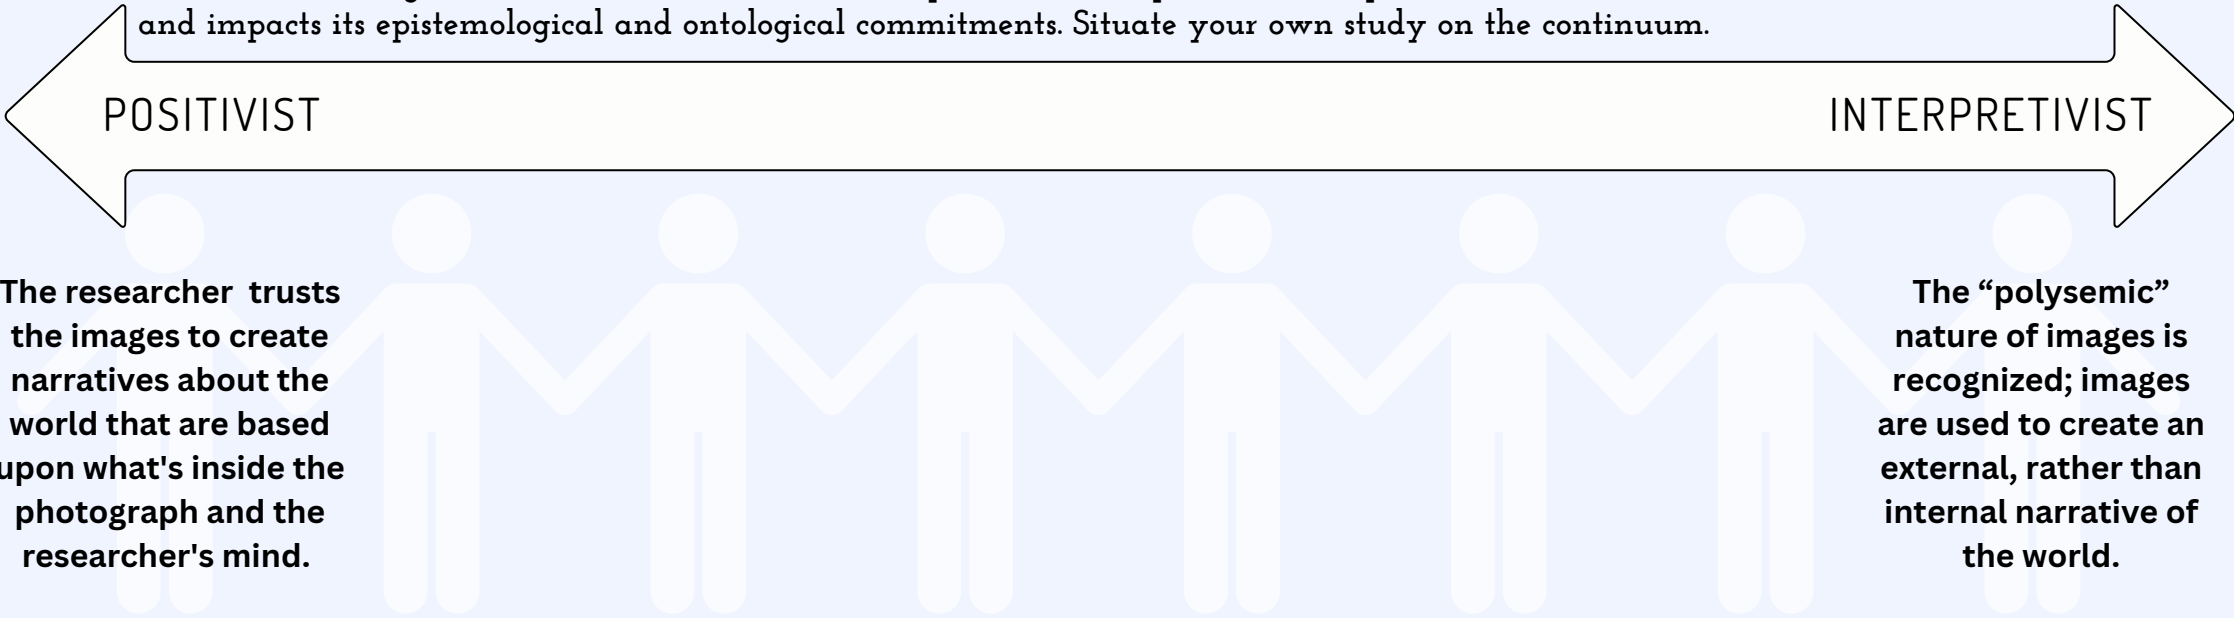 and impacts its epistemological and ontological commitments. Situate your own study on the continuum.
POSITIVIST
INTERPRETIVIST
The researcher trusts
the images to create
narratives about the
world that are based
upon what's inside the
photograph and the
researcher's mind.
The “polysemic”
nature of images is
recognized; images
are used to create an
external, rather than
internal narrative of
the world.